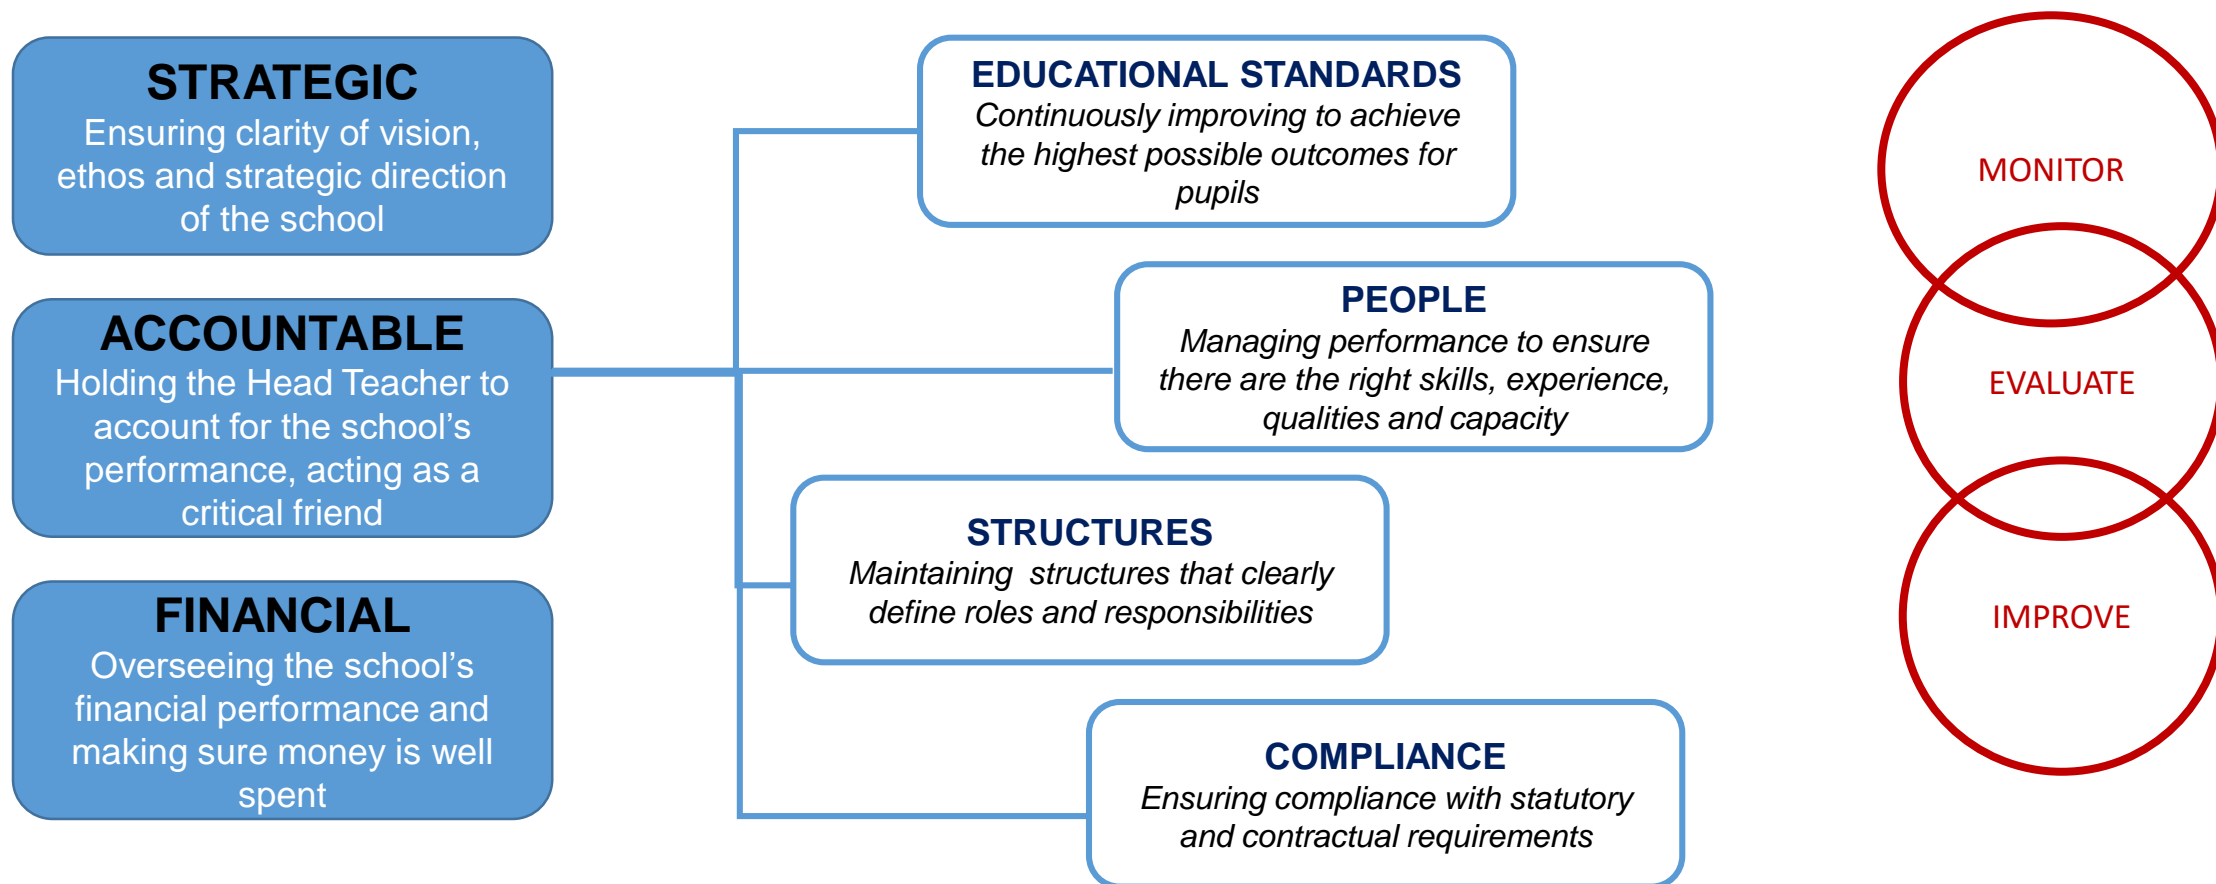 STRATEGIC
Ensuring clarity of vision,
ethos and strategic direction
of the school
ACCOUNTABLE
Holding the Head Teacher to
account for the school’s
performance, acting as a
critical friend
FINANCIAL
Overseeing the school’s
financial performance and
making sure money is well
spent
EDUCATIONAL STANDARDS
Continuously improving to achieve
the highest possible outcomes for
pupils
PEOPLE
Managing performance to ensure
there are the right skills, experience,
qualities and capacity
STRUCTURES
Maintaining  structures that clearly
define roles and responsibilities
COMPLIANCE
Ensuring compliance with statutory
and contractual requirements
MONITOR
EVALUATE
IMPROVE